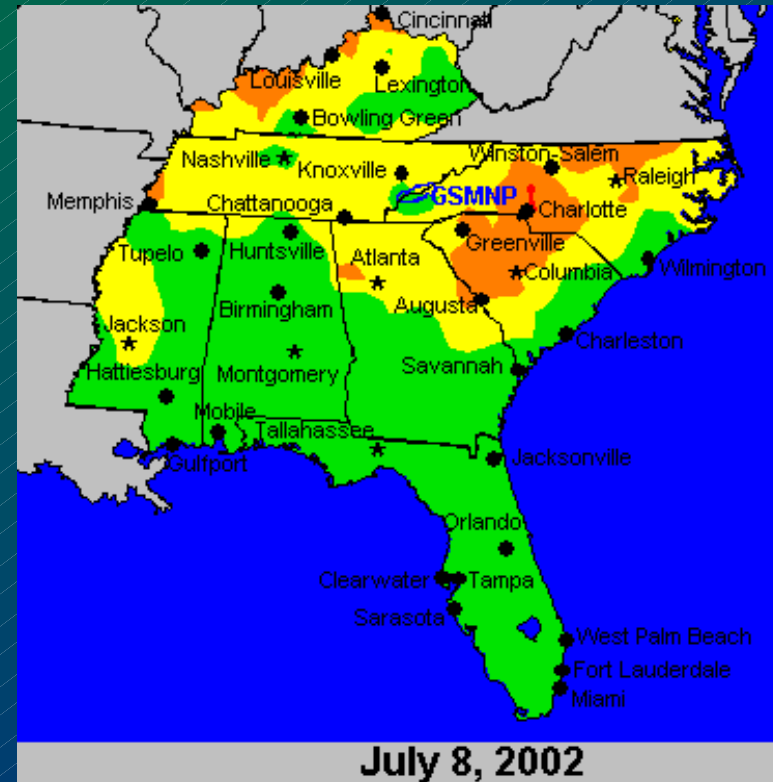 Cincinnati
Louisville
Lexington
Bowling Green
Nashville
Knoxville
Winston-Salem
Raleigh
Memphis
Chattanooga
GSMNP
Charlotte
Tupelo
Huntsville
Atlanta
Greenville
Columbia
Wilmington
Birmingham
Augusta
Jackson
Charleston
Montgomery
Savannah
Hattiesburg
Mobile
Tallahassee
Gulfport
Jacksonville
Orlando
Clearwater
Tampa
Sarasota
West Palm Beach
Fort Lauderdale
Miami
July 8, 2002